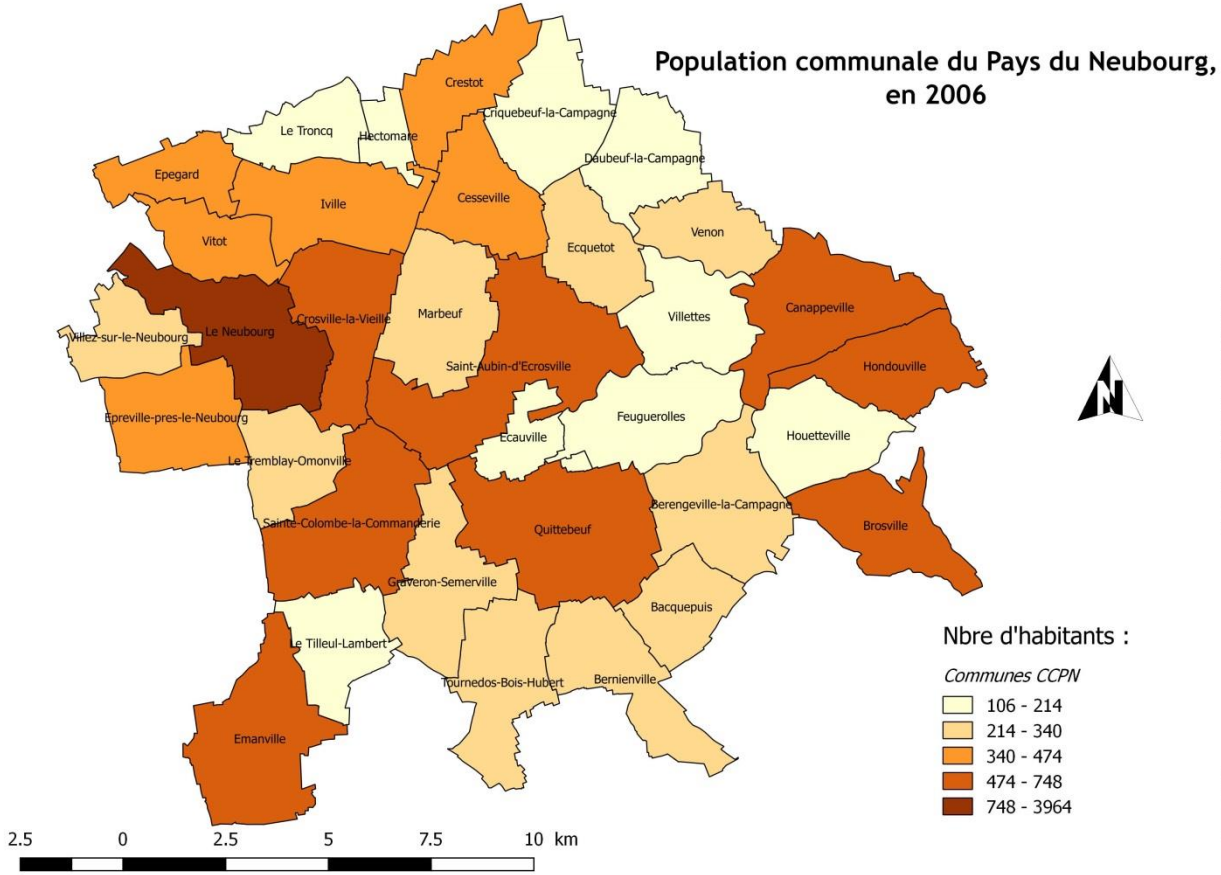 Population communale du Pays du Neubourg,
en 2006
Crestot
Criquebeuf-la-Campagne
Le Troncq
Hectomare
Daubeuf-la-Campagne
Epegard
Iville
Cesseville
Vitot
Ecquetot
Venon
Canappeville
Marbeuf
Villettes
Crosville-la-Vieille
Le Neubourg
Villez-sur-le-Neubourg
Saint-Aubin-d'Ecrosville
Hondouville
Epreville-pres-le-Neubourg
Feuguerolles
Ecauville
Houetteville
Le Tremblay-Omonville
Berengeville-la-Campagne
Sainte-Colombe-la-Commanderie
Quittebeuf
Brosville
Graveron-Semerville
Bacquepuis
Le Tilleul-Lambert
Tournedos-Bois-Hubert
Bernienville
Emanville
N
Nbre d'habitants :
Communes CCPN
106 - 214
214 - 340
340 - 474
474 - 748
748 - 3964
2.5 0 2.5 5 7.5 10 km